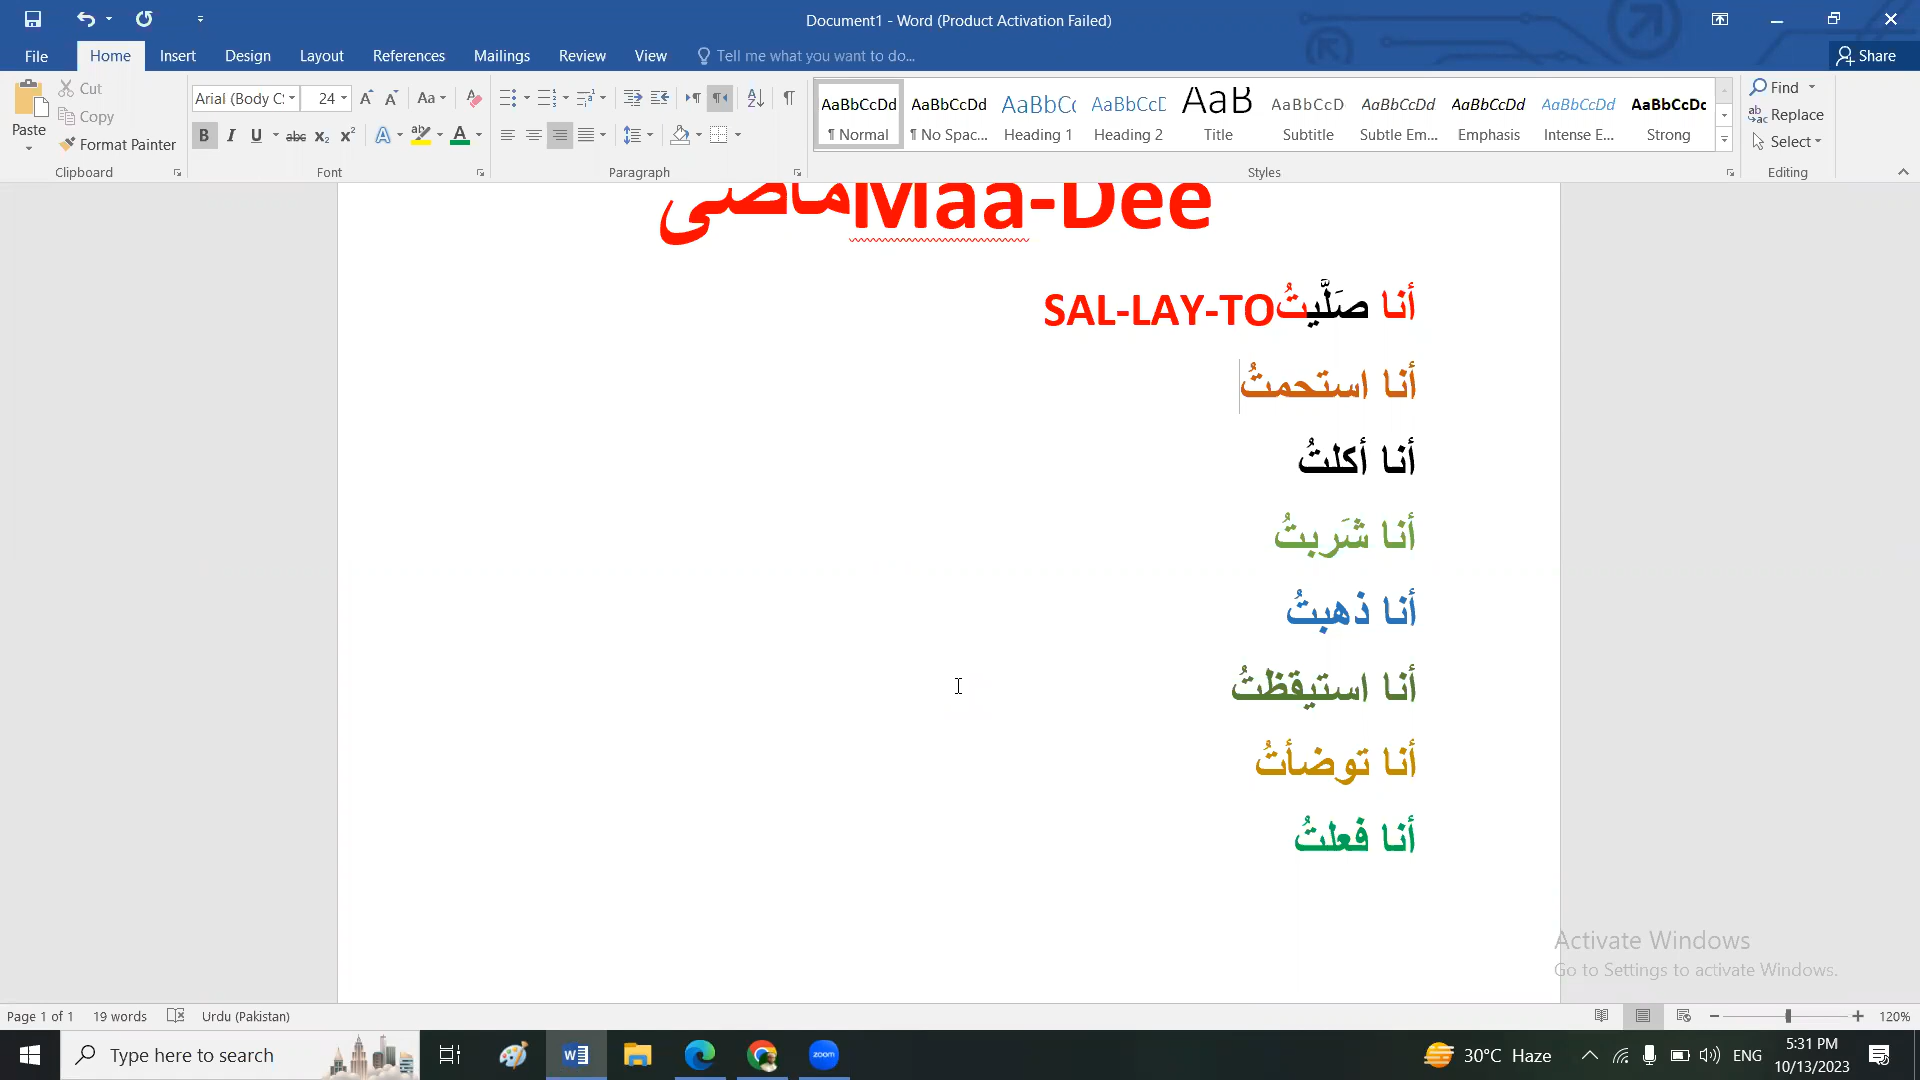 Document1 - Word (Product Activation Failed)
File Home Insert Design Layout References Mailings Review View Tell me what you want to do... Share
Paste Cut Copy Format Painter
Arial (Body C 24
AaBbCcDd AaBbCcDd AaBbC AaBbCcC AaB AaBbCcD AaBbCcDd AaBbCcDd AaBbCcDd AaBbCcDc
¶ Normal ¶ No Spac... Heading 1 Heading 2 Title Subtitle Subtle Em... Emphasis Intense E... Strong
Find Replace Select
Clipboard Font Paragraph Styles Editing
ماضی Maa-Dee
أنا صَلَّيتُ SAL-LAY-TO
أنا استحمتُ
أنا أكلتُ
أنا شَربتُ
أنا ذهبتُ
أنا استيقظتُ
أنا توضأتُ
أنا فعلتُ
Activate Windows
Go to Settings to activate Windows.
Page 1 of 1 19 words Urdu (Pakistan) 120%
Type here to search zoom 30°C Haze ENG 5:31 PM
10/13/2023